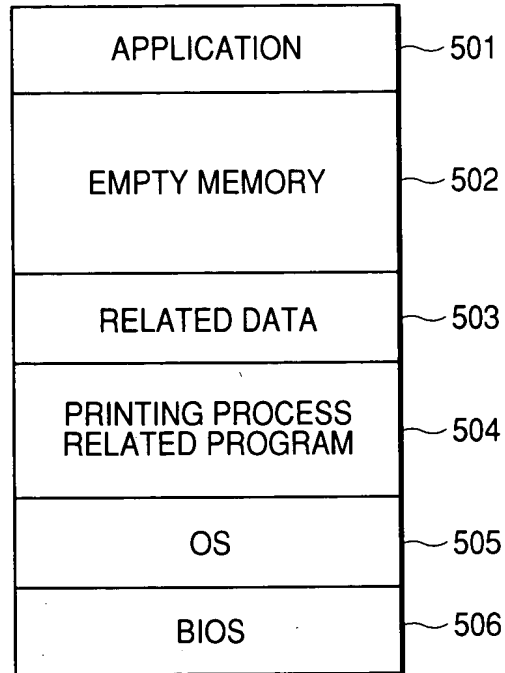 APPLICATION 501
EMPTY MEMORY 502
RELATED DATA 503
PRINTING PROCESS
RELATED PROGRAM 504
OS 505
BIOS 506